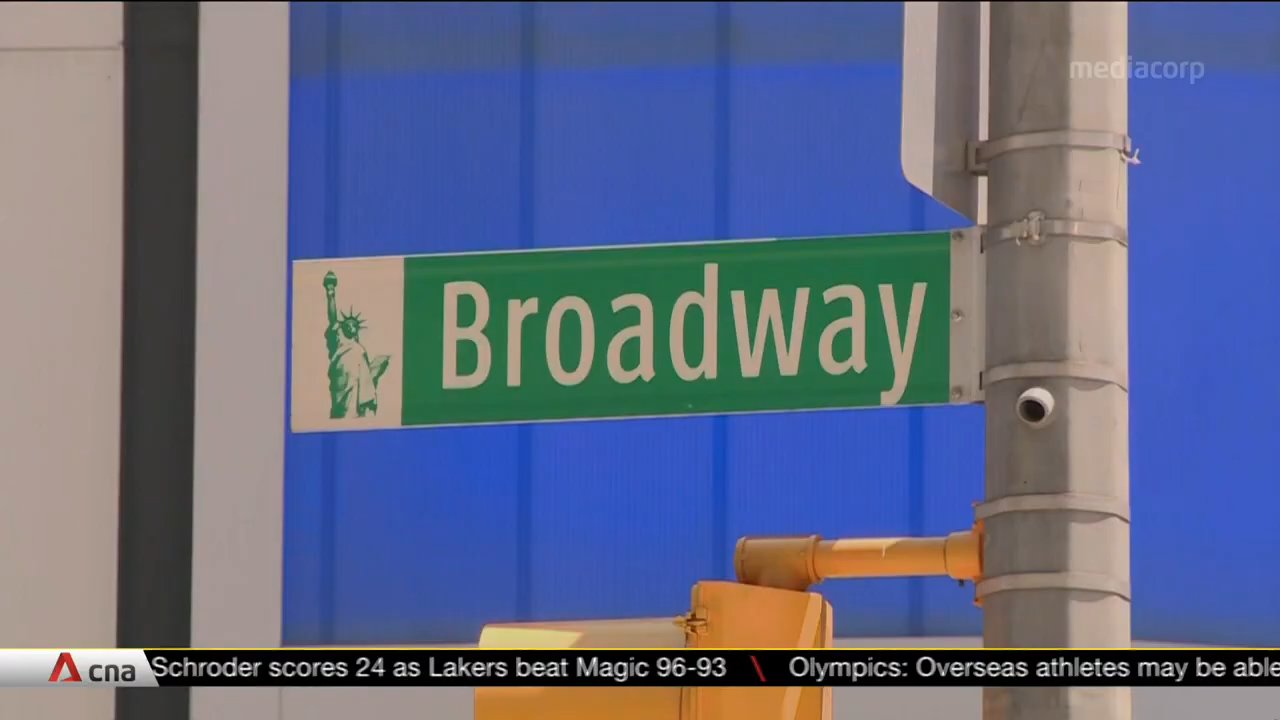 mediacorp
Broadway
cna Schroder scores 24 as Lakers beat Magic 96-93 \ Olympics: Overseas athletes may be able